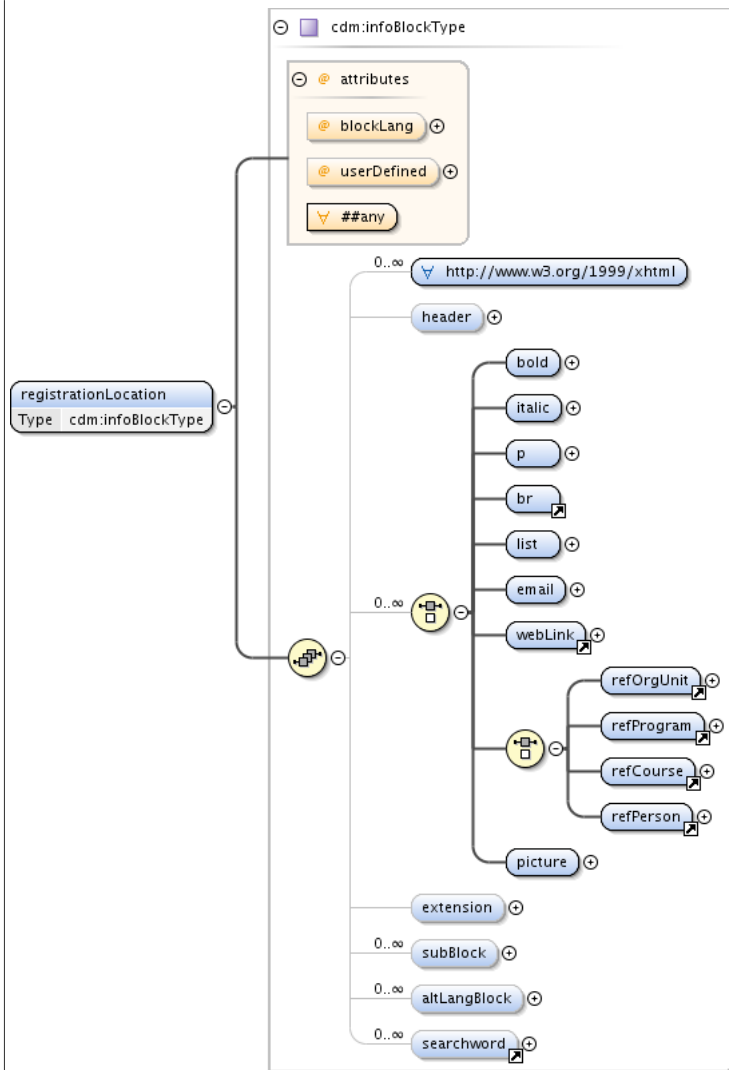 cdm:infoBlockType
@ attributes
@ blockLang
@ userDefined
∀ ##any
0..∞
∀ http://www.w3.org/1999/xhtml
header
bold
registrationLocation
Type cdm:infoBlockType
italic
p
br
list
email
0..∞
webLink
refOrgUnit
refProgram
refCourse
refPerson
picture
extension
0..∞
subBlock
0..∞
altLangBlock
0..∞
searchword